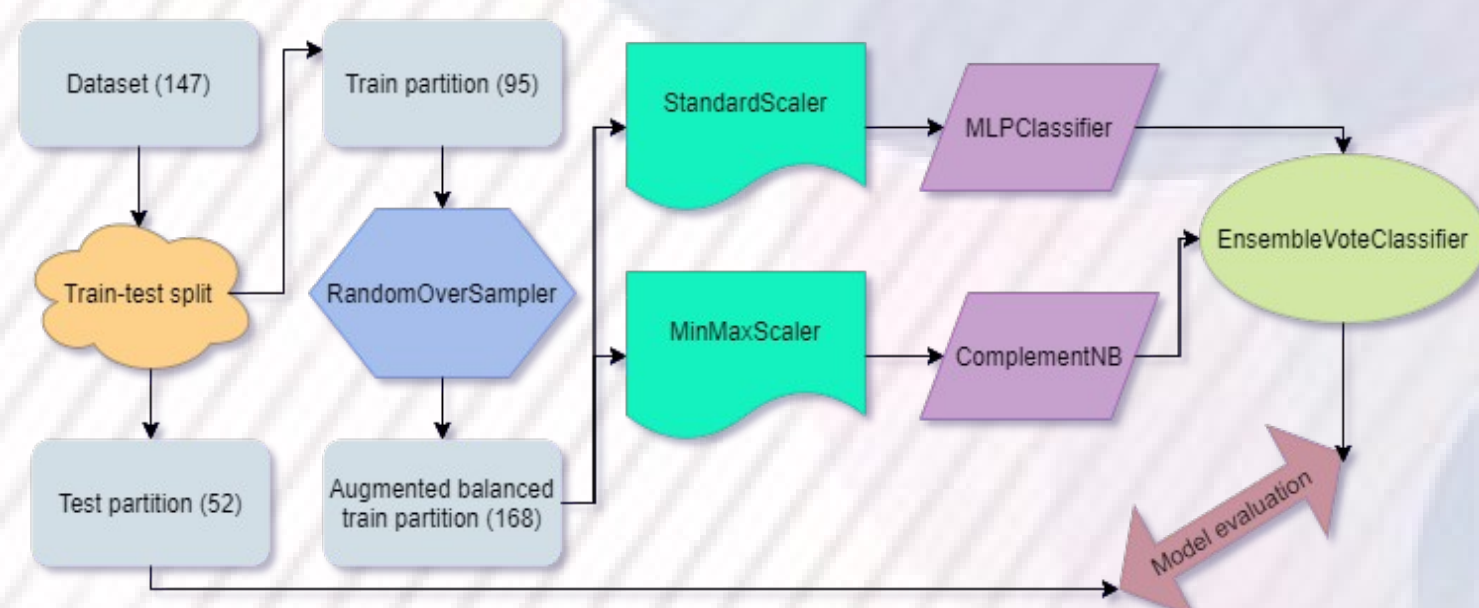 Dataset (147)
Train partition (95)
StandardScaler
MLPClassifier
EnsembleVoteClassifier
Train-test split
RandomOverSampler
MinMaxScaler
ComplementNB
Test partition (52)
Augmented balanced
train partition (168)
Model evaluation